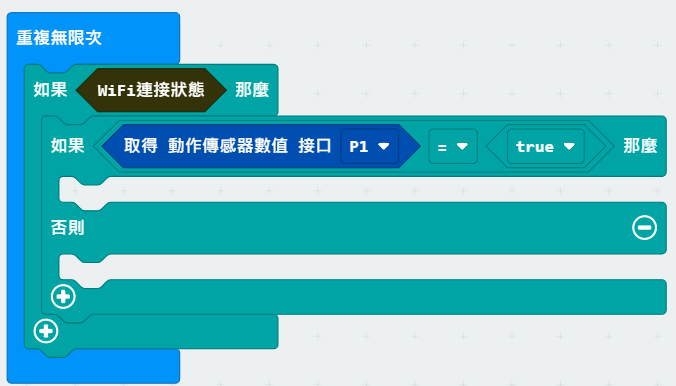 重複無限次
如果 WiFi連接狀態 那麼
如果 取得 動作傳感器數值 接口 P1 = true 那麼
否則